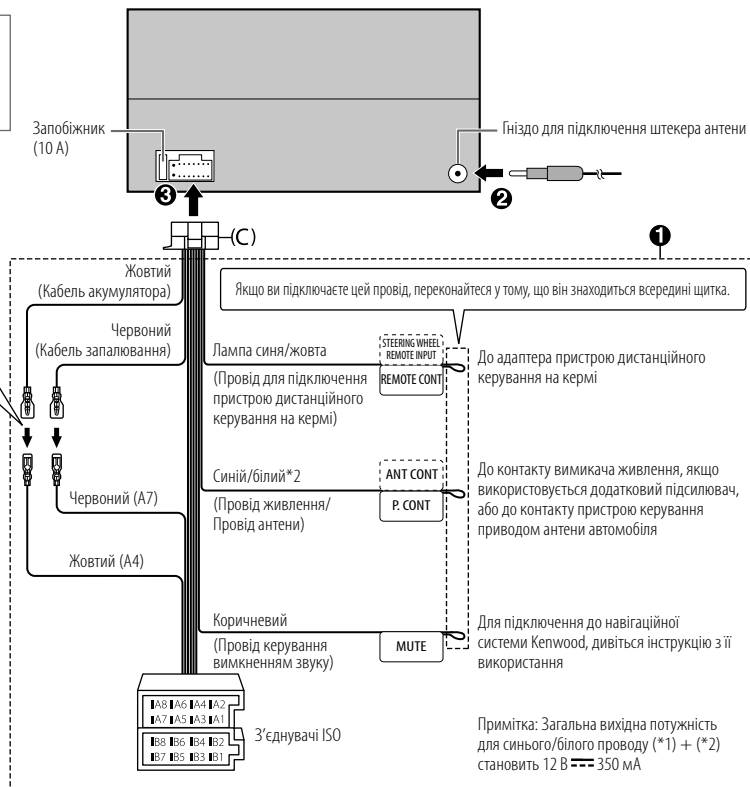 Запобіжник
(10 A)
Гніздо для підключення штекера антени
❸
❷
(C)
❶
Жовтий
(Кабель акумулятора)
Якщо ви підключаєте цей провід, переконайтеся у тому, що він знаходиться всередині щитка.
Червоний
(Кабель запалювання)
Лампа синя/жовта
(Провід для підключення
пристрою дистанційного
керування на кермі)
STEERING WHEEL
REMOTE INPUT
REMOTE CONT
До адаптера пристрою дистанційного
керування на кермі
Синій/білий*2
(Провід живлення/
Провід антени)
ANT CONT
P. CONT
До контакту вимикача живлення, якщо
використовується додатковий підсилювач,
або до контакту пристрою керування
приводом антени автомобіля
Червоний (A7)
Жовтий (A4)
Коричневий
(Провід керування
вимкненням звуку)
MUTE
Для підключення до навігаційної
системи Kenwood, дивіться інструкцію з її
використання
A8 A6 A4 A2
A7 A5 A3 A1
B8 B6 B4 B2
B7 B5 B3 B1
З’єднувачі ISO
Примітка: Загальна вихідна потужність
для синього/білого проводу (*1) + (*2)
становить 12 В ⎓ 350 мА